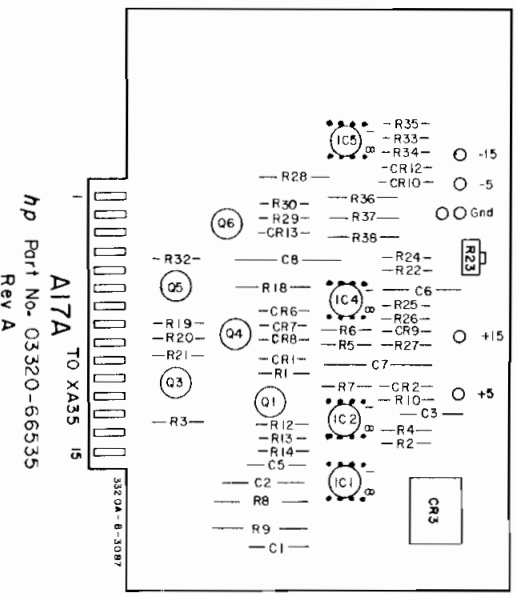 R35
R33
R34
CR12
CR10
IC5
8
-15
-5
Gnd
R28
R36
R30
R29
CR13
R37
R38
Q6
R32
C8
R24
R22
R23
Q5
R18
IC4
C6
R25
R26
CR9
R27
+15
R19
R20
R21
Q4
CR6
CR7
CR8
R6
R5
CR1
R1
C7
Q3
Q1
R7
CR2
R10
+5
C3
R3
R12
R13
R14
IC2
8
R4
R2
C5
C2
R8
IC1
8
CR3
R9
C1
1
15
A17A TO XA35
hp Part No. 03320-66535
Rev A
3320A-B-3087